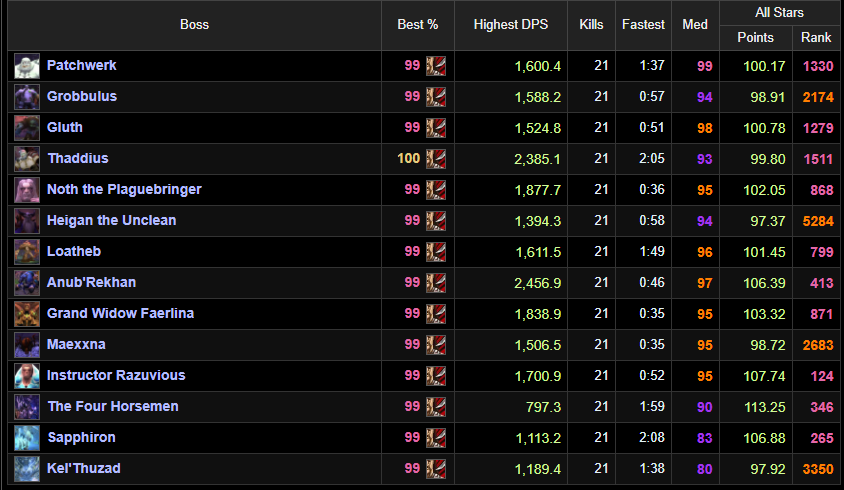 Boss Best % Highest DPS Kills Fastest Med All Stars
Points Rank
Patchwerk 99 1,600.4 21 1:37 99 100.17 1330
Grobbulus 99 1,588.2 21 0:57 94 98.91 2174
Gluth 99 1,524.8 21 0:51 98 100.78 1279
Thaddius 100 2,385.1 21 2:05 93 99.80 1511
Noth the Plaguebringer 99 1,877.7 21 0:36 95 102.05 868
Heigan the Unclean 99 1,394.3 21 0:58 94 97.37 5284
Loatheb 99 1,611.5 21 1:49 96 101.45 799
Anub'Rekhan 99 2,456.9 21 0:46 97 106.39 413
Grand Widow Faerlina 99 1,838.9 21 0:35 95 103.32 871
Maexxna 99 1,506.5 21 0:35 95 98.72 2683
Instructor Razuvious 99 1,700.9 21 0:52 95 107.74 124
The Four Horsemen 99 797.3 21 1:59 90 113.25 346
Sapphiron 99 1,113.2 21 2:08 83 106.88 265
Kel'Thuzad 99 1,189.4 21 1:38 80 97.92 3350